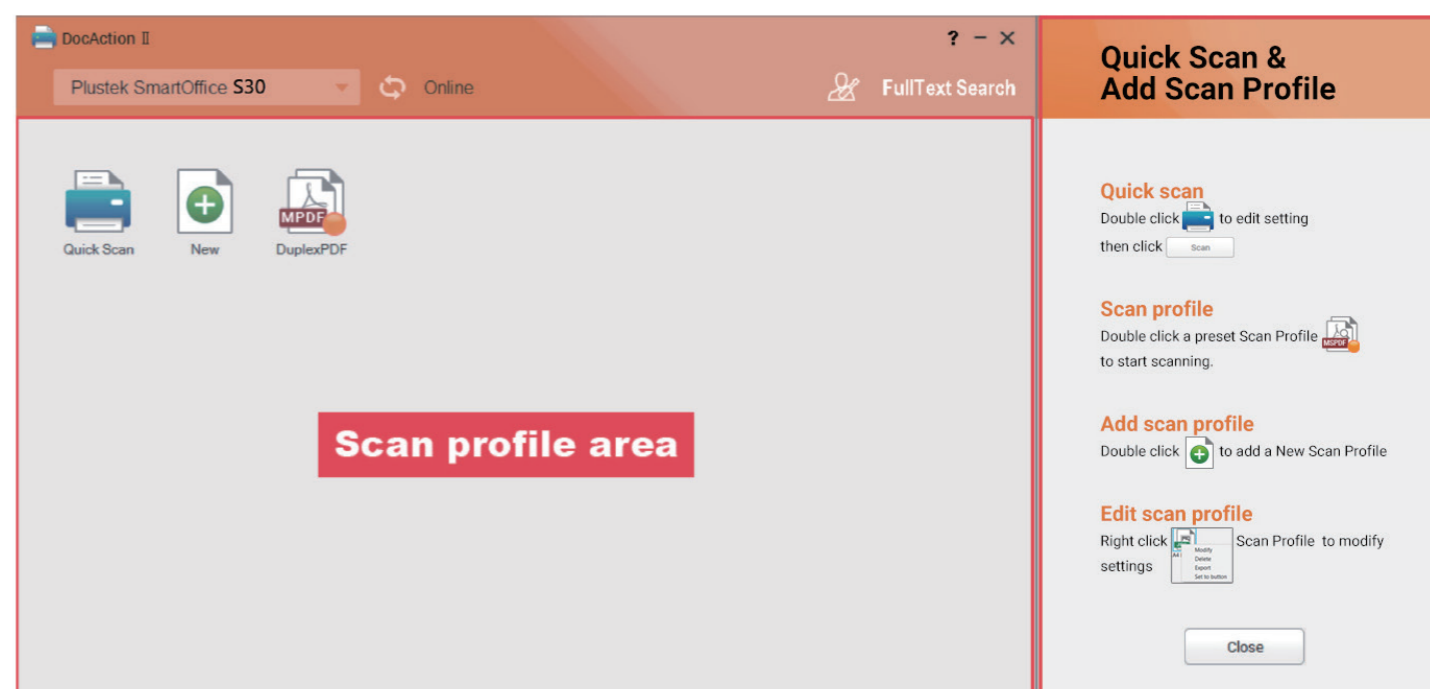 DocAction II
? – ×
Plustek SmartOffice S30
Online
FullText Search
Quick Scan
New
MPDF
DuplexPDF
Scan profile area
Quick Scan &
Add Scan Profile
Quick scan
Double click to edit setting
then click Scan
Scan profile
Double click a preset Scan Profile MSPDF
to start scanning.
Add scan profile
Double click to add a New Scan Profile
Edit scan profile
Right click Scan Profile to modify
settings
Modify
Delete
Export
Set to button
Close